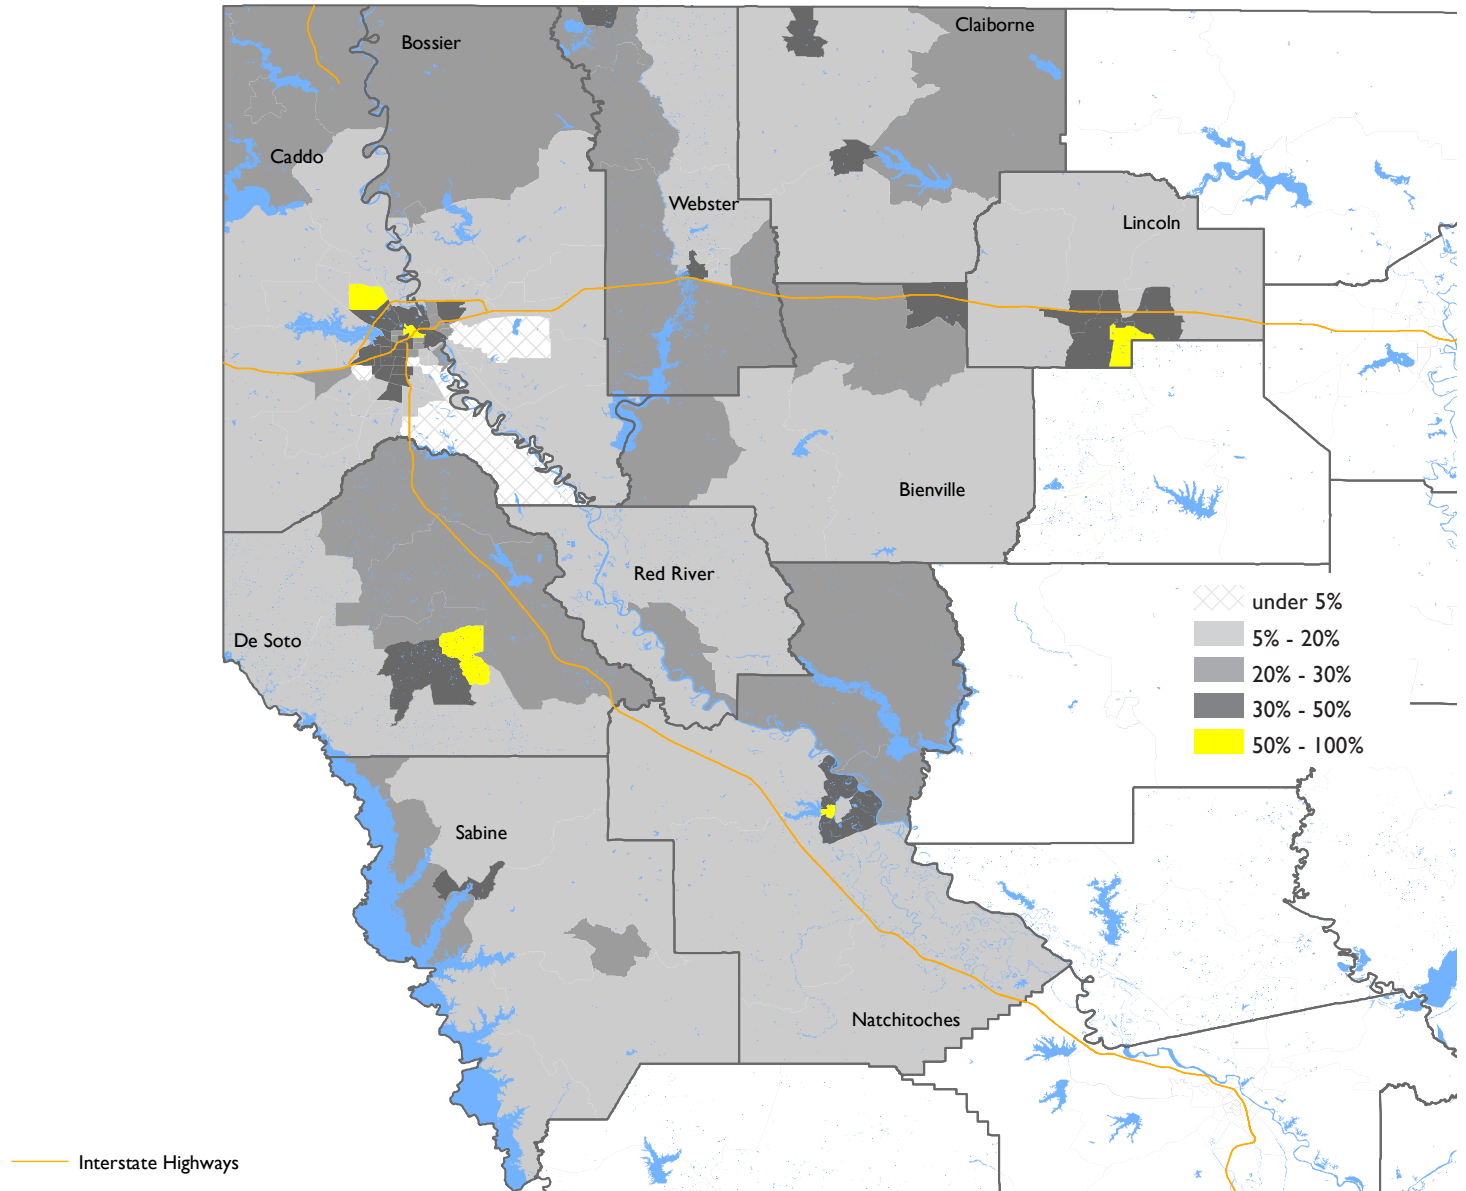 Claiborne
Bossier
Caddo
Webster
Lincoln
Bienville
Red River
under 5%
5% - 20%
De Soto
20% - 30%
30% - 50%
50% - 100%
Sabine
Natchitoches
Interstate Highways